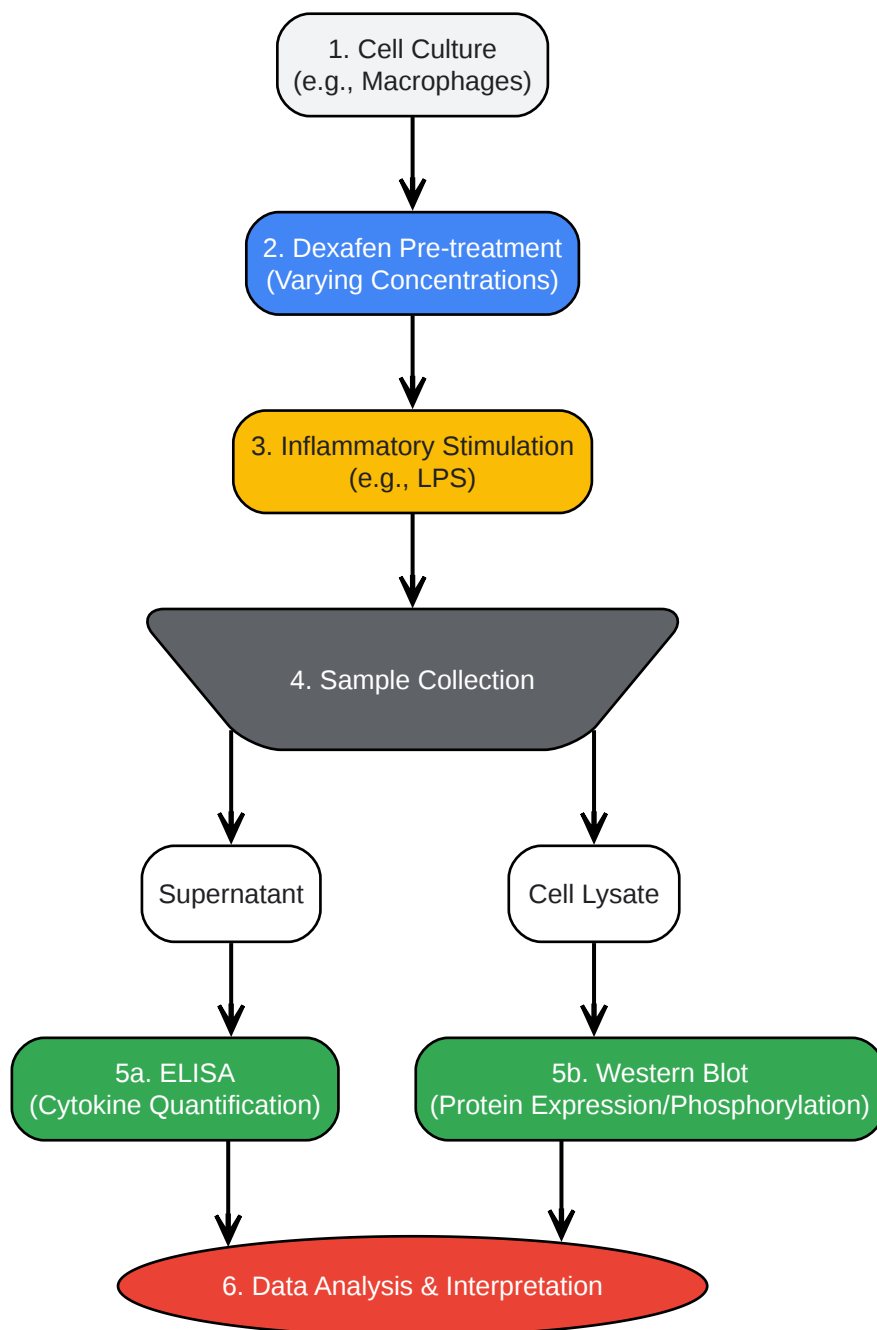 1. Cell Culture
(e.g., Macrophages)
2. Dexafen Pre-treatment
(Varying Concentrations)
3. Inflammatory Stimulation
(e.g., LPS)
4. Sample Collection
Supernatant
Cell Lysate
5a. ELISA
(Cytokine Quantification)
5b. Western Blot
(Protein Expression/Phosphorylation)
6. Data Analysis & Interpretation